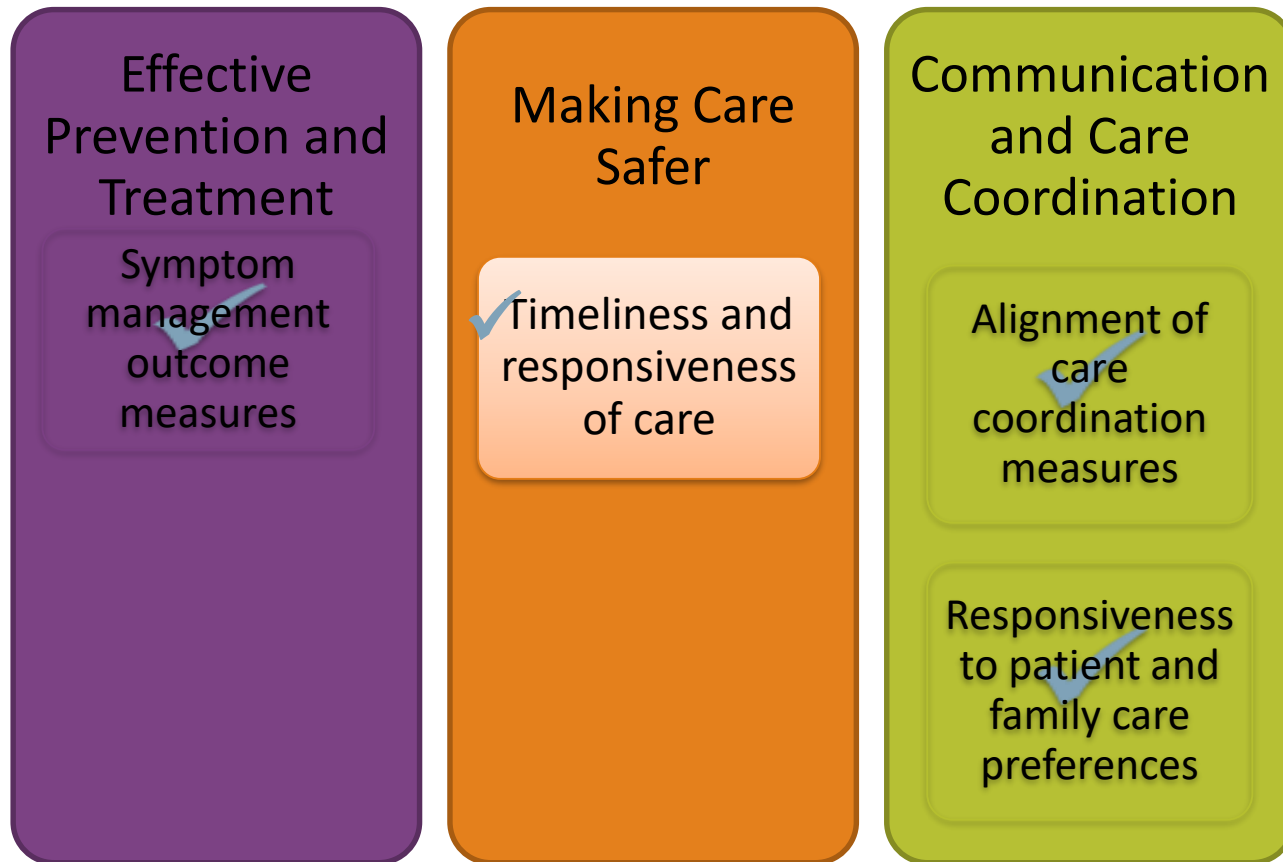 Effective
Prevention and
Treatment
Symptom
management
outcome
measures
Making Care
Safer
Timeliness and
responsiveness
of care
Communication
and Care
Coordination
Alignment of
care
coordination
measures
Responsiveness
to patient and
family care
preferences